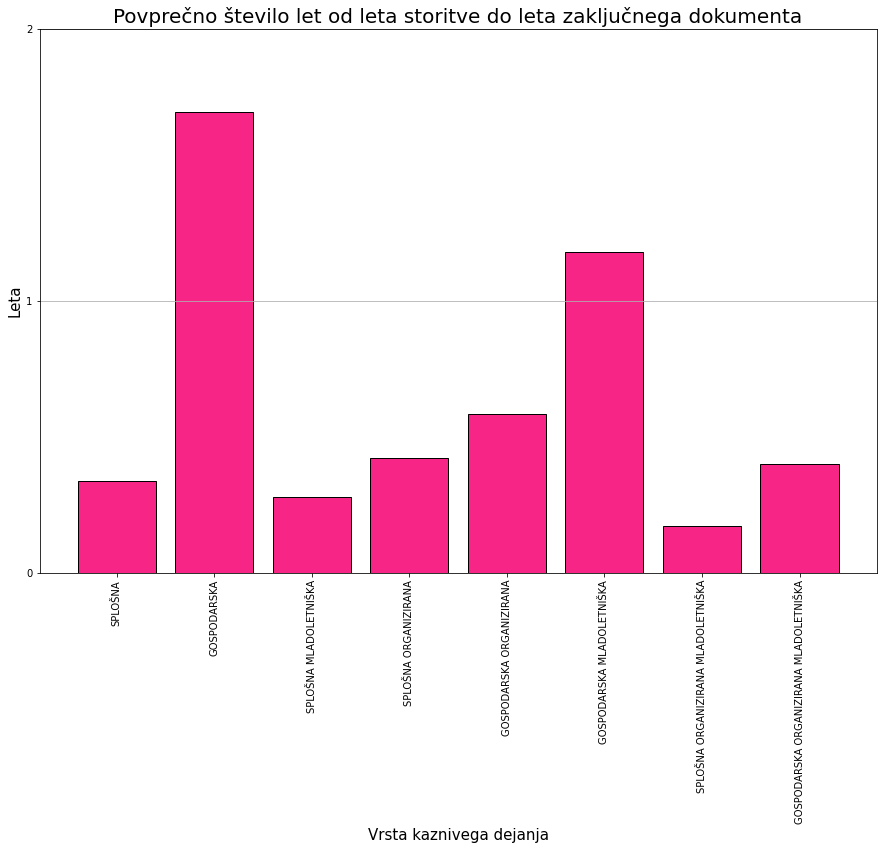 Povprečno število let od leta storitve do leta zaključnega dokumenta
2
1
0
Leta
SPLOŠNA
GOSPODARSKA
SPLOŠNA MLADOLETNIŠKA
SPLOŠNA ORGANIZIRANA
GOSPODARSKA ORGANIZIRANA
GOSPODARSKA MLADOLETNIŠKA
SPLOŠNA ORGANIZIRANA MLADOLETNIŠKA
GOSPODARSKA ORGANIZIRANA MLADOLETNIŠKA
Vrsta kaznivega dejanja